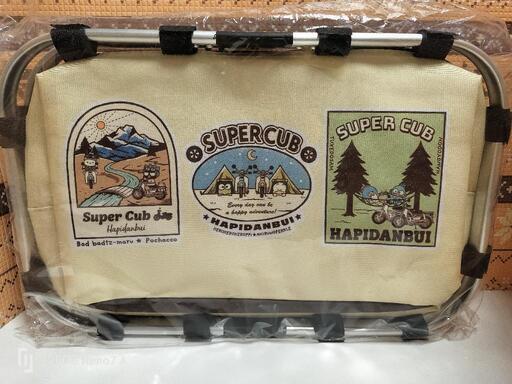 Super Cub
Hapidanbui
Bad badtz-maru ★ Pochacco
SUPER CUB
Every day can be
a happy adventure!
HAPIDANBUI
SUPER CUB
TUXEDOSAM
HAPIDANBUI